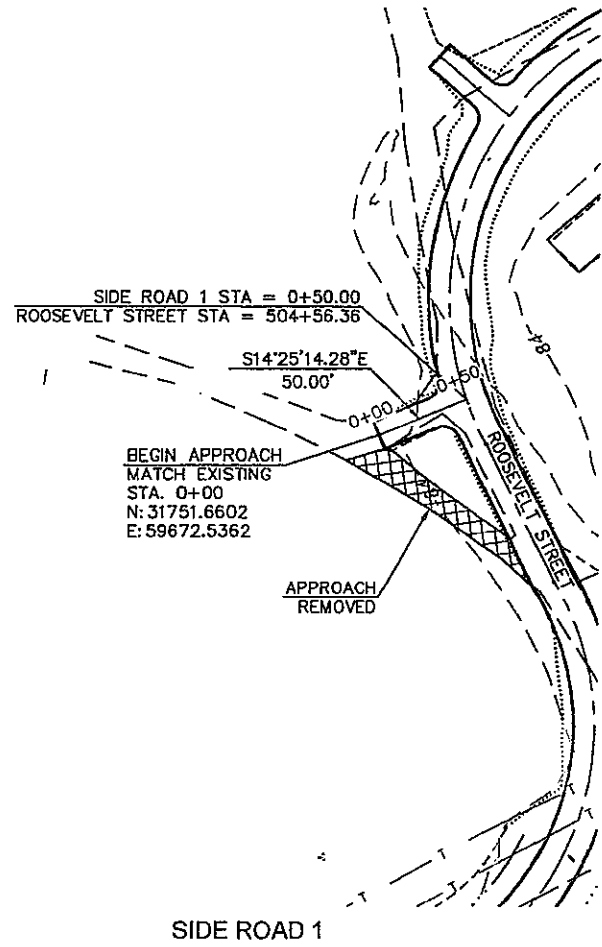 SIDE ROAD 1 STA = 0+50.00
ROOSEVELT STREET STA = 504+56.36
S14°25'14.28"E
50.00'
0+00
0+50
BEGIN APPROACH
MATCH EXISTING
STA. 0+00
N: 31751.6602
E: 59672.5362
ROOSEVELT STREET
84
APPROACH
REMOVED
T
T
T
T
T
SIDE ROAD 1